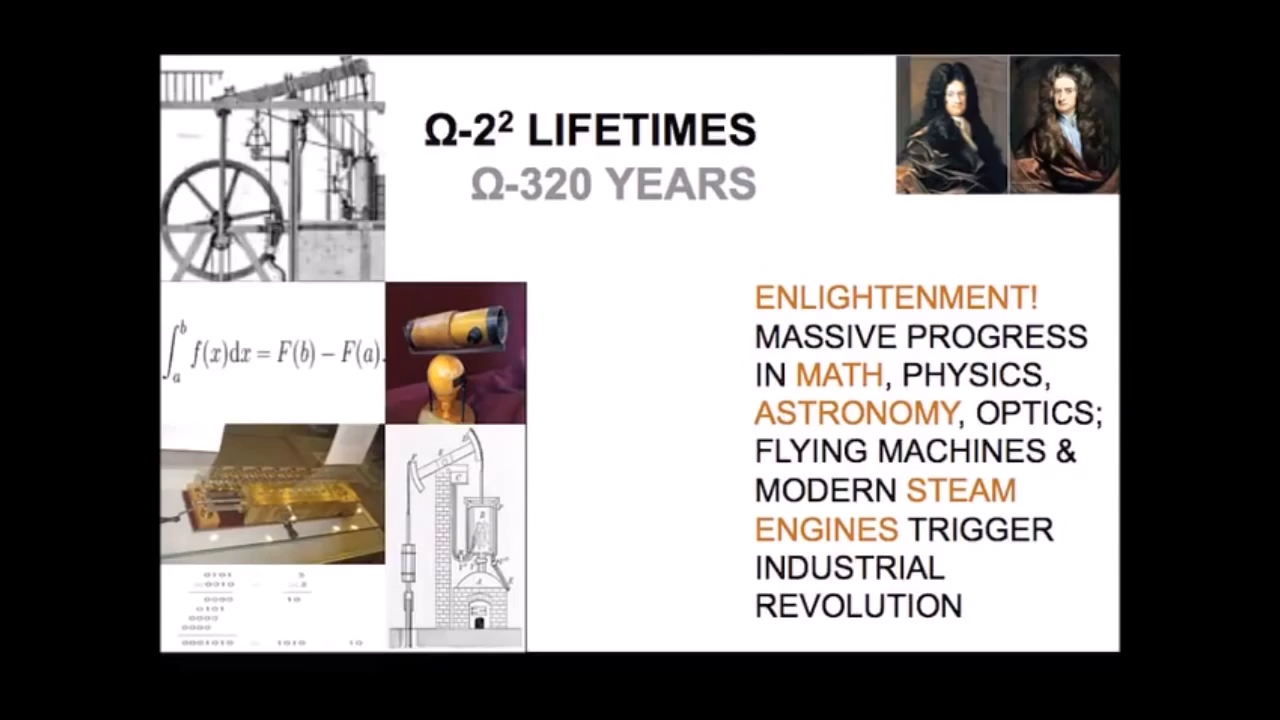 Ω-2² LIFETIMES
Ω-320 YEARS
ENLIGHTENMENT!
MASSIVE PROGRESS
IN MATH, PHYSICS,
ASTRONOMY, OPTICS;
FLYING MACHINES &
MODERN STEAM
ENGINES TRIGGER
INDUSTRIAL
REVOLUTION
∫ₐᵇ f(x)dx = F(b) − F(a).